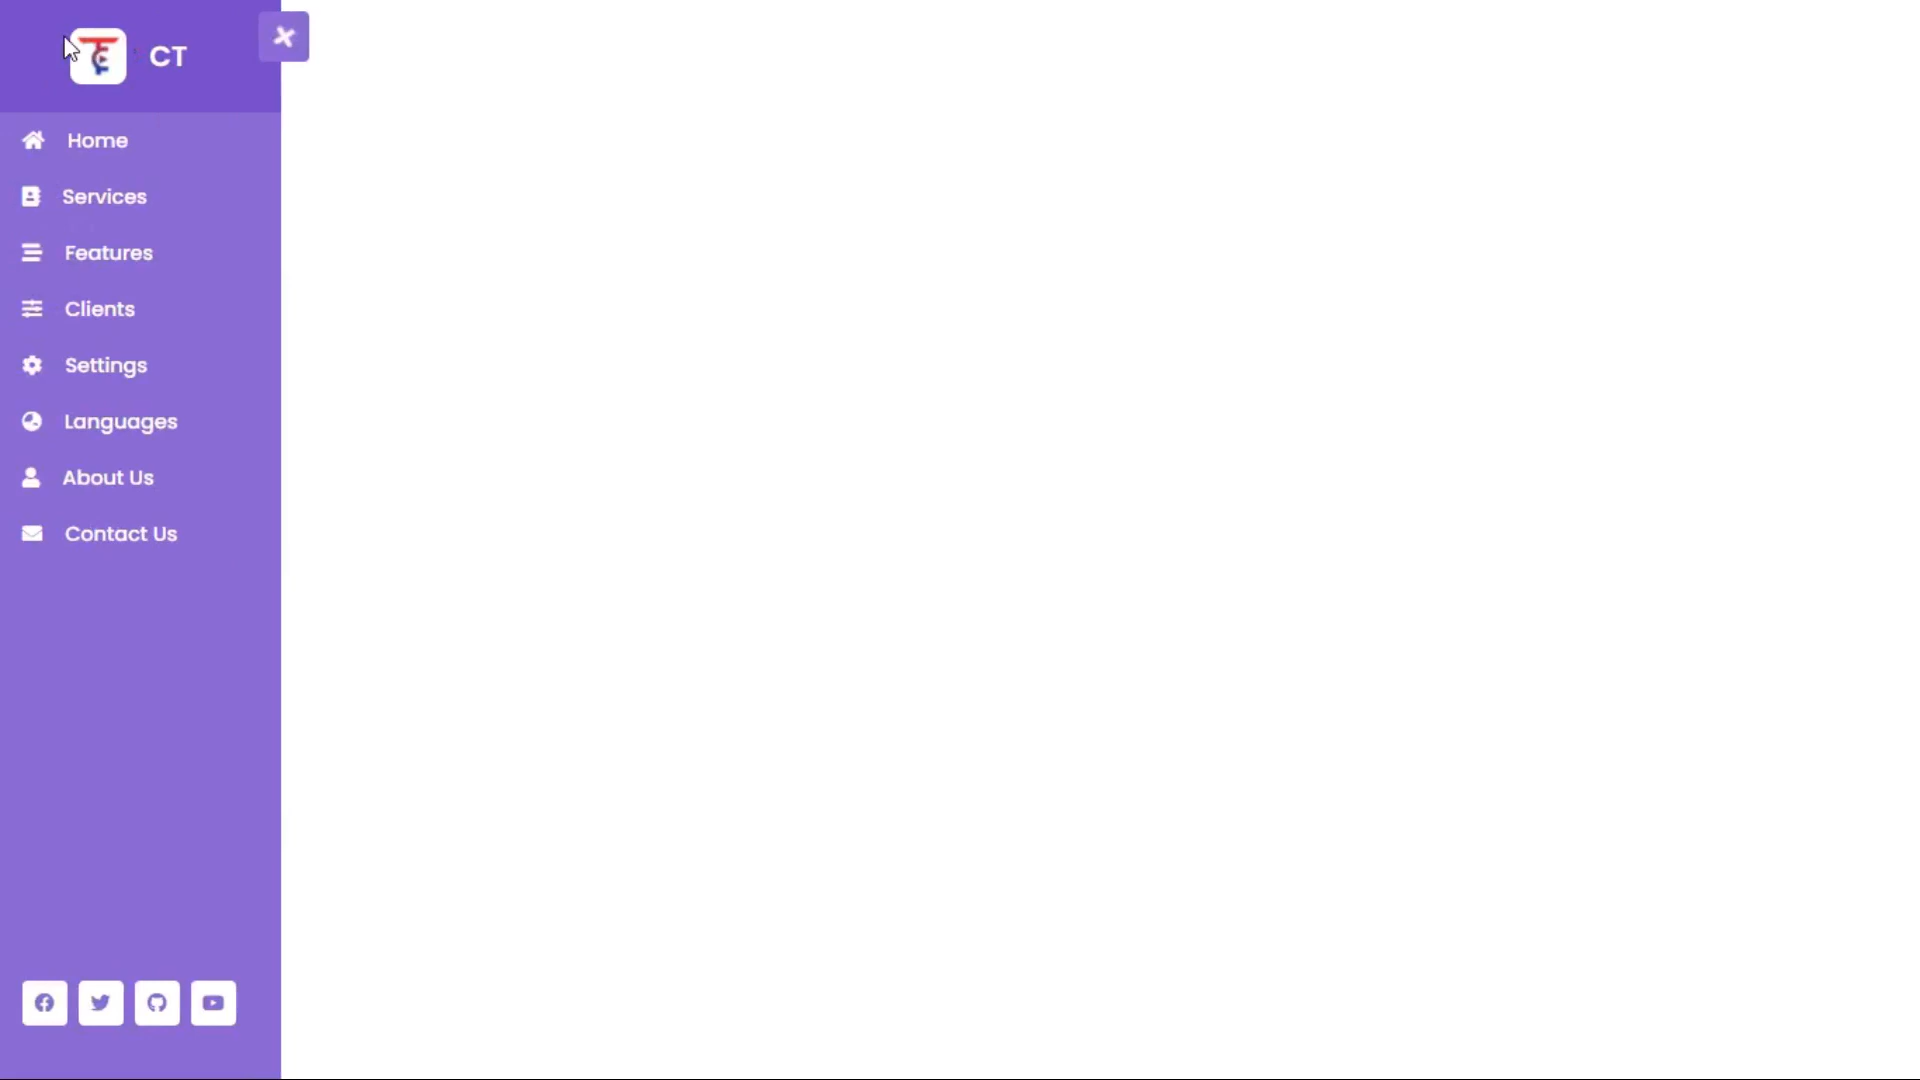 CT
Home
Services
Features
Clients
Settings
Languages
About Us
Contact Us